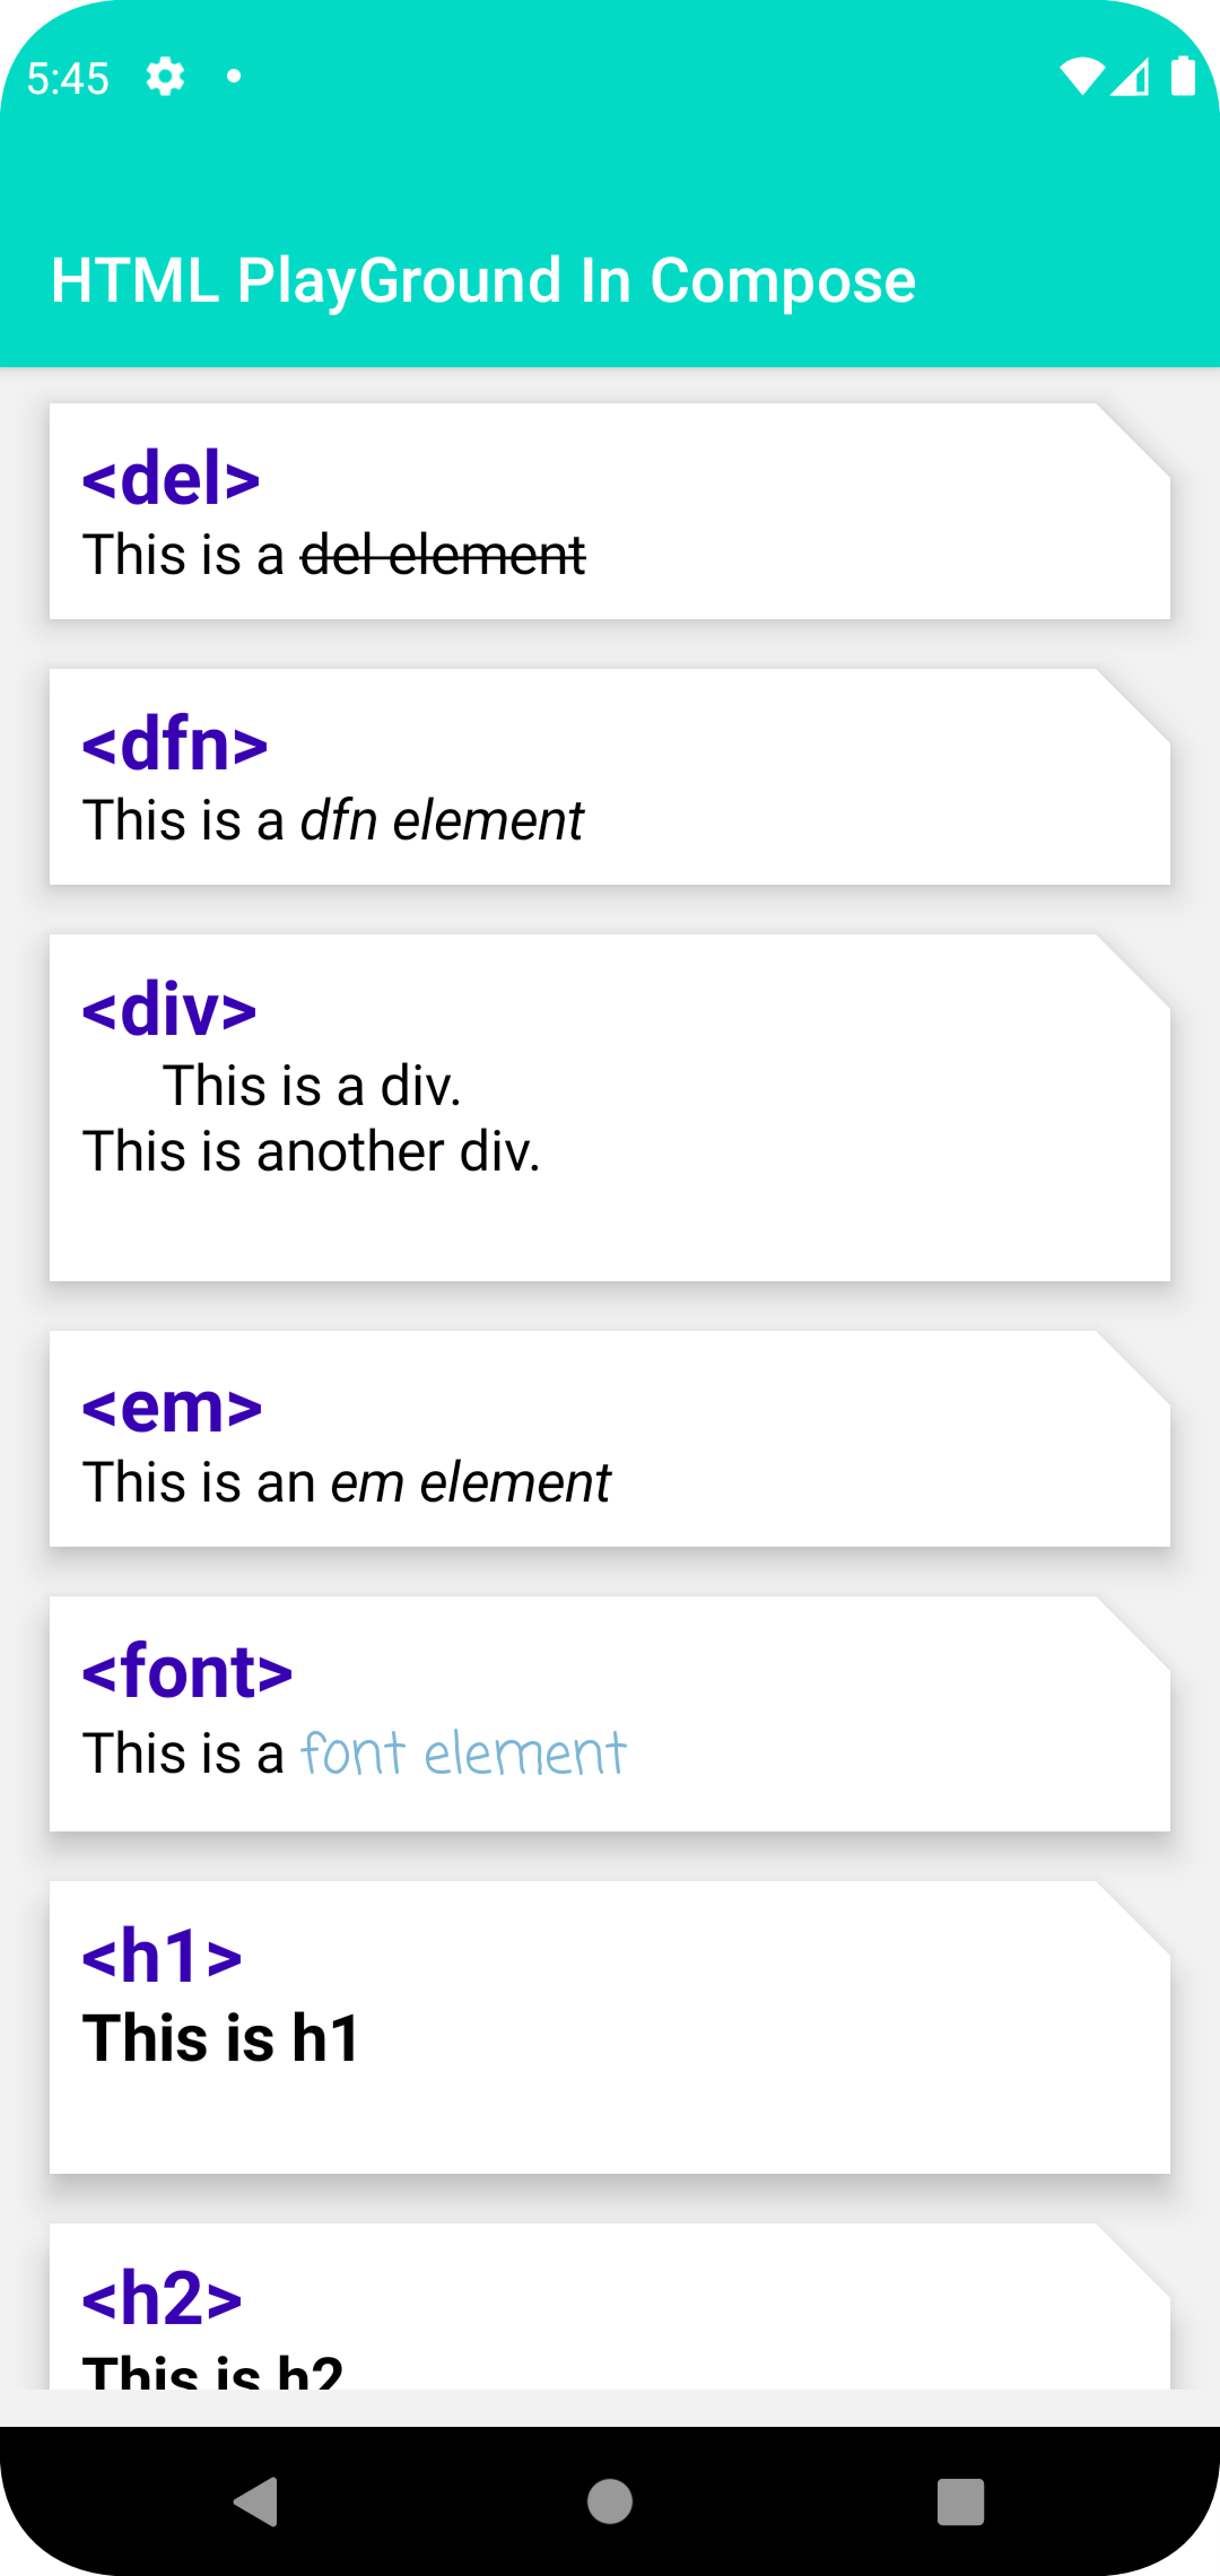 5:45
HTML PlayGround In Compose
<del>
This is a del element
<dfn>
This is a dfn element
<div>
This is a div.
This is another div.
<em>
This is an em element
<font>
This is a font element
<h1>
This is h1
<h2>
This is h2